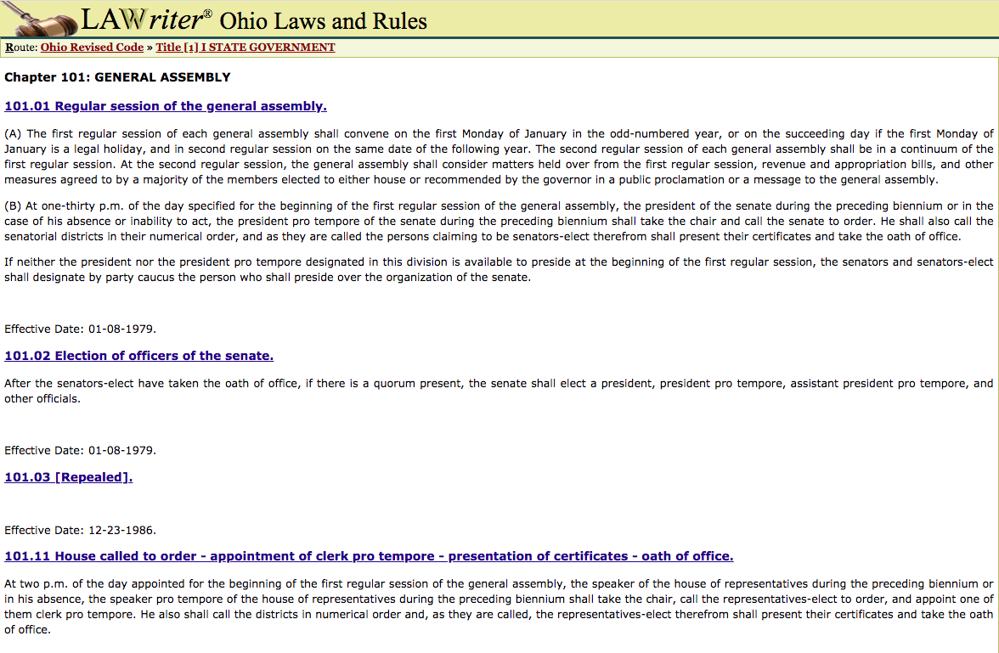 LAWriter® Ohio Laws and Rules
Route: Ohio Revised Code » Title [1] I STATE GOVERNMENT
Chapter 101: GENERAL ASSEMBLY
101.01 Regular session of the general assembly.
(A) The first regular session of each general assembly shall convene on the first Monday of January in the odd-numbered year, or on the succeeding day if the first Monday of
January is a legal holiday, and in second regular session on the same date of the following year. The second regular session of each general assembly shall be in a continuum of the
first regular session. At the second regular session, the general assembly shall consider matters held over from the first regular session, revenue and appropriation bills, and other
measures agreed to by a majority of the members elected to either house or recommended by the governor in a public proclamation or a message to the general assembly.
(B) At one-thirty p.m. of the day specified for the beginning of the first regular session of the general assembly, the president of the senate during the preceding biennium or in the
case of his absence or inability to act, the president pro tempore of the senate during the preceding biennium shall take the chair and call the senate to order. He shall also call the
senatorial districts in their numerical order, and as they are called the persons claiming to be senators-elect therefrom shall present their certificates and take the oath of office.
If neither the president nor the president pro tempore designated in this division is available to preside at the beginning of the first regular session, the senators and senators-elect
shall designate by party caucus the person who shall preside over the organization of the senate.
Effective Date: 01-08-1979.
101.02 Election of officers of the senate.
After the senators-elect have taken the oath of office, if there is a quorum present, the senate shall elect a president, president pro tempore, assistant president pro tempore, and
other officials.
Effective Date: 01-08-1979.
101.03 [Repealed].
Effective Date: 12-23-1986.
101.11 House called to order - appointment of clerk pro tempore - presentation of certificates - oath of office.
At two p.m. of the day appointed for the beginning of the first regular session of the general assembly, the speaker of the house of representatives during the preceding biennium or
in his absence, the speaker pro tempore of the house of representatives during the preceding biennium shall take the chair, call the representatives-elect to order, and appoint one of
them clerk pro tempore. He also shall call the districts in numerical order and, as they are called, the representatives-elect therefrom shall present their certificates and take the oath
of office.